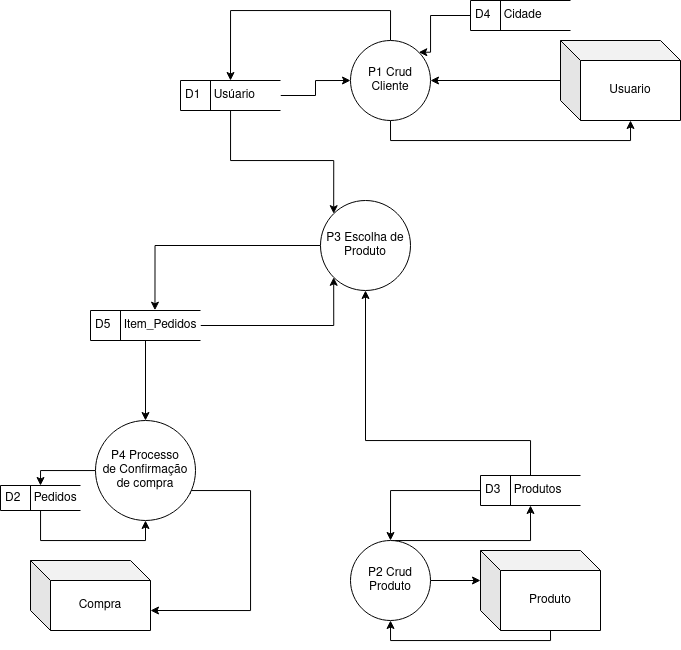 D4 Cidade
P1 Crud
Cliente
D1 Usúario
Usuario
P3 Escolha de
Produto
D5 Item_Pedidos
P4 Processo
de Confirmação
de compra
D2 Pedidos
D3 Produtos
P2 Crud
Produto
Compra
Produto